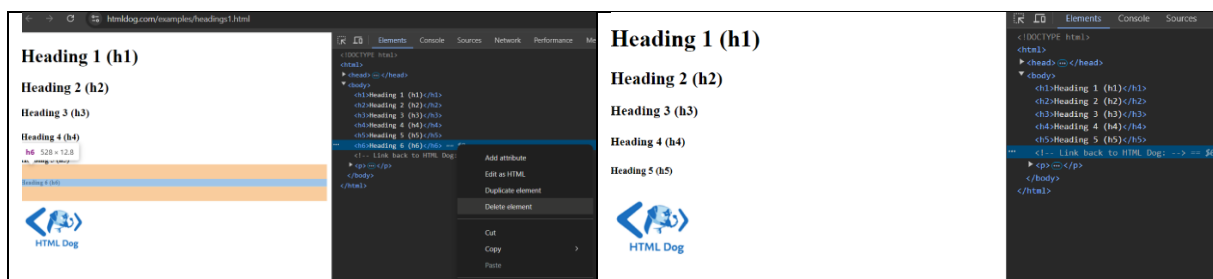 htmldog.com/examples/headings1.html
Heading 1 (h1)
Heading 2 (h2)
Heading 3 (h3)
Heading 4 (h4)
h6 528 × 12.8
Heading 6 (h6)
HTML Dog
Elements Console Sources Network Performance Me
<!DOCTYPE html>
<html>
▶<head>⋯</head>
▼<body>
<h1>Heading 1 (h1)</h1>
<h2>Heading 2 (h2)</h2>
<h3>Heading 3 (h3)</h3>
<h4>Heading 4 (h4)</h4>
<h5>Heading 5 (h5)</h5>
<h6>Heading 6 (h6)</h6> ==
<!-- Link back to HTML Dog:
▶<p>⋯</p>
</body>
</html>
Add attribute
Edit as HTML
Duplicate element
Delete element
Cut
Copy
Paste
Heading 1 (h1)
Heading 2 (h2)
Heading 3 (h3)
Heading 4 (h4)
Heading 5 (h5)
HTML Dog
Elements Console Sources
<!DOCTYPE html>
<html>
▶<head>⋯</head>
▼<body>
<h1>Heading 1 (h1)</h1>
<h2>Heading 2 (h2)</h2>
<h3>Heading 3 (h3)</h3>
<h4>Heading 4 (h4)</h4>
<h5>Heading 5 (h5)</h5>
⋯ <!-- Link back to HTML Dog: --> == $0
▶<p>⋯</p>
</body>
</html>